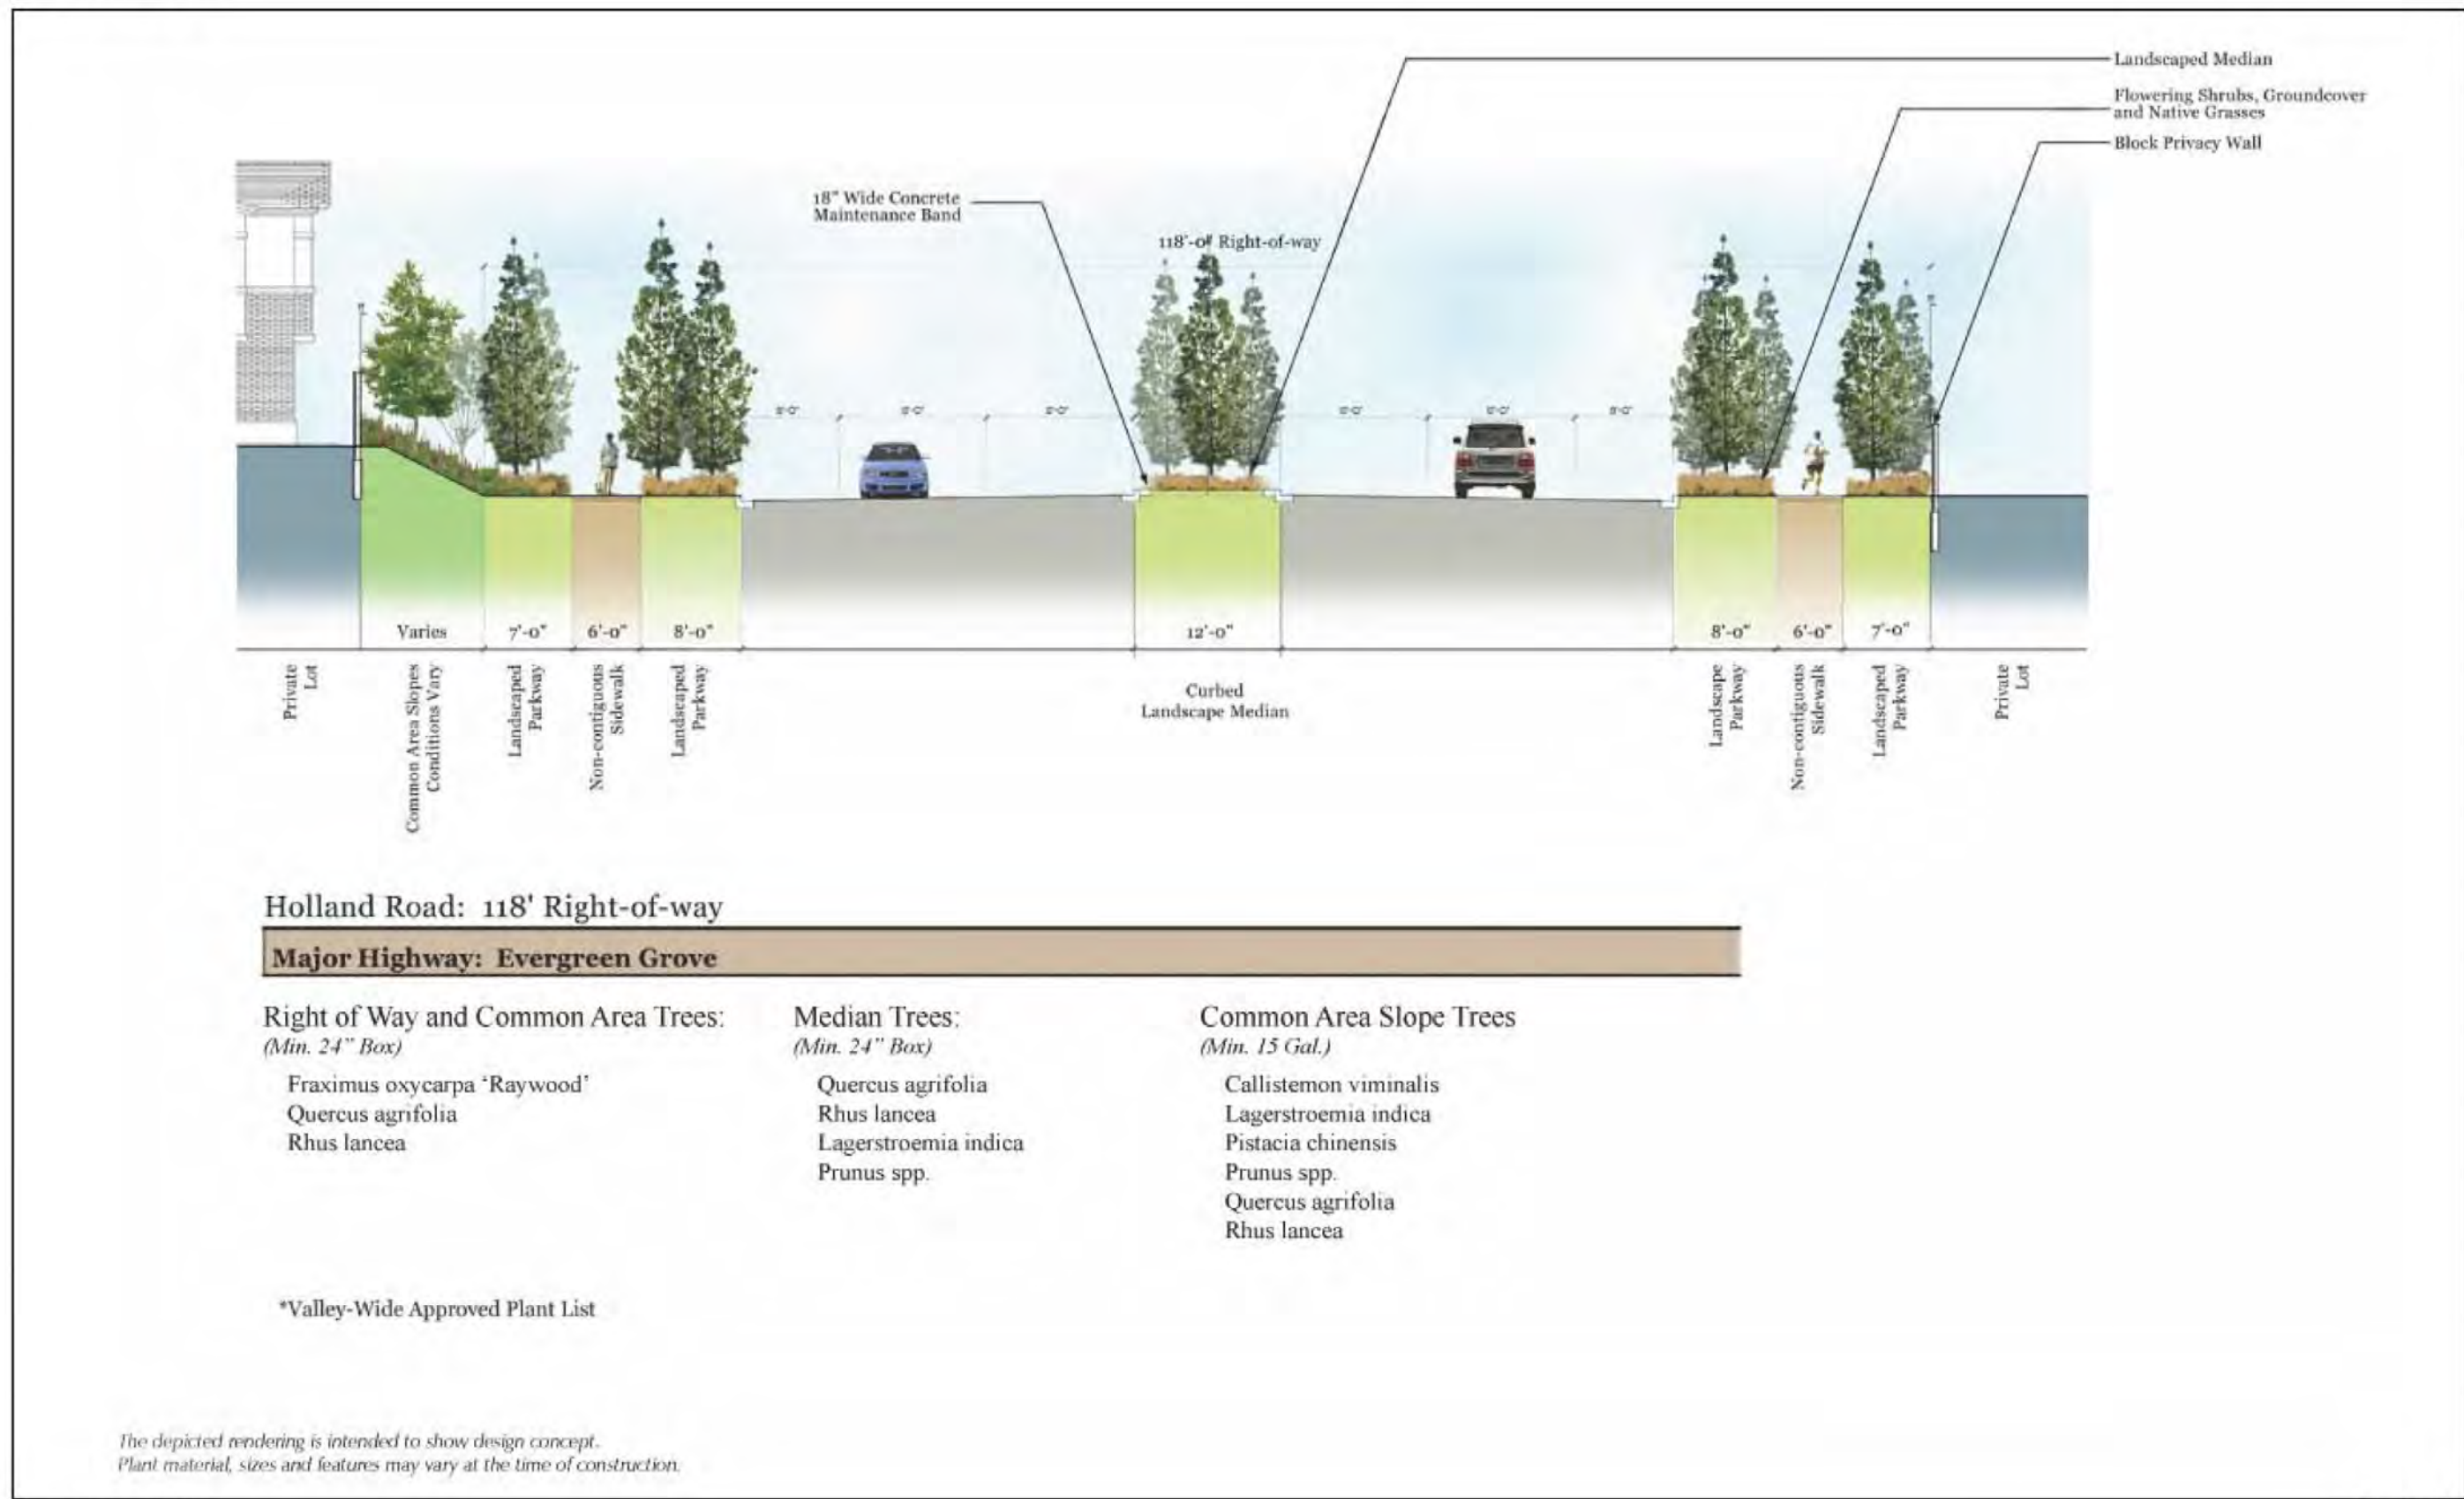 Landscaped Median
Flowering Shrubs, Groundcover
and Native Grasses
Block Privacy Wall
18" Wide Concrete
Maintenance Band
118'-0" Right-of-way
Varies
7'-0"
6'-0"
8'-0"
12'-0"
8'-0"
6'-0"
7'-0"
Private
Lot
Common Area Slopes
Conditions Vary
Landscaped
Parkway
Non-contiguous
Sidewalk
Landscaped
Parkway
Curbed
Landscape Median
Landscape
Parkway
Non-contiguous
Sidewalk
Landscaped
Parkway
Private
Lot
Holland Road: 118' Right-of-way
Major Highway: Evergreen Grove
Right of Way and Common Area Trees:
(Min. 24" Box)
Fraximus oxycarpa ‘Raywood’
Quercus agrifolia
Rhus lancea
Median Trees:
(Min. 24" Box)
Quercus agrifolia
Rhus lancea
Lagerstroemia indica
Prunus spp.
Common Area Slope Trees
(Min. 15 Gal.)
Callistemon viminalis
Lagerstroemia indica
Pistacia chinensis
Prunus spp.
Quercus agrifolia
Rhus lancea
*Valley-Wide Approved Plant List
The depicted rendering is intended to show design concept.
Plant material, sizes and features may vary at the time of construction.